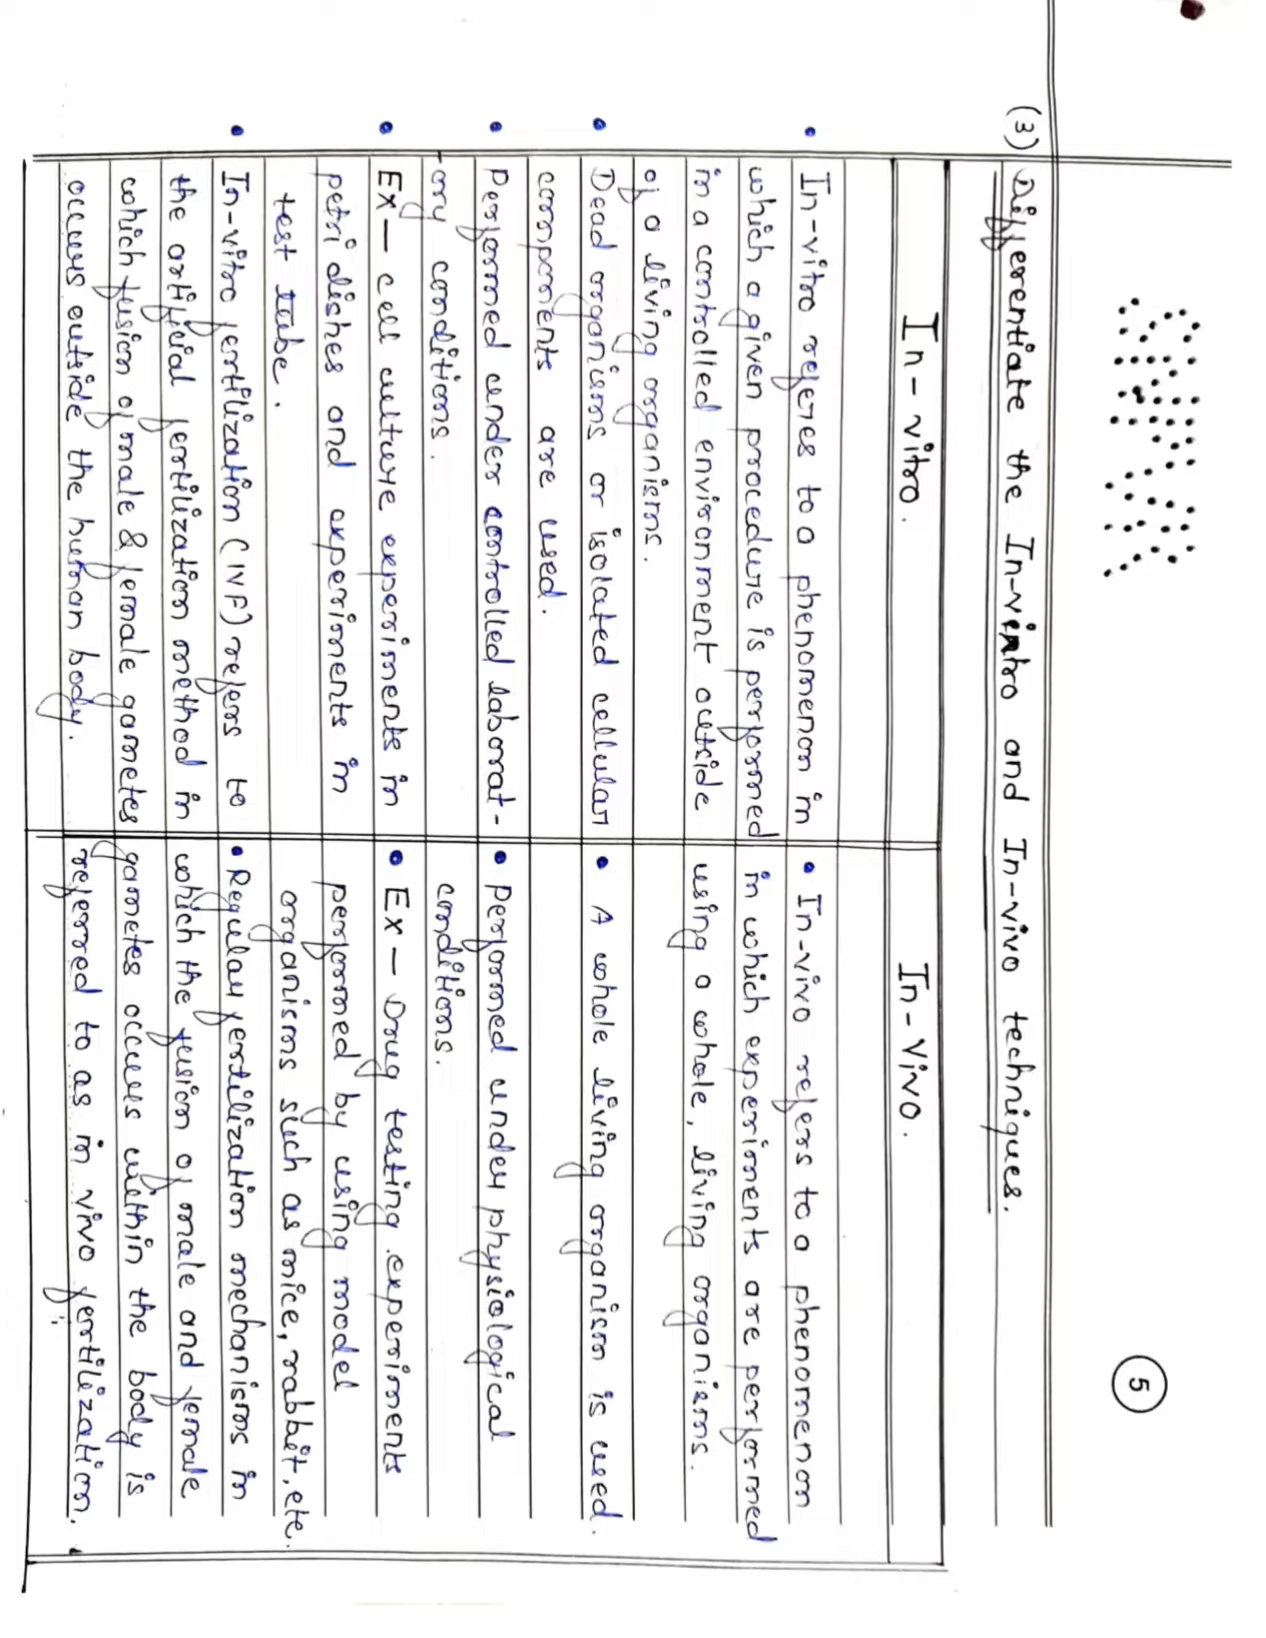 5
(3) Differentiate the In-vintro and In-vivo techniques.
In-vitro.
• In-vitro referes to a phenomenon in
which a given procedure is performed
in a controlled environment outside
of a living organisms.
• Dead organisms or isolated cellular
components are used.
• Performed under controlled laborat-
ory conditions.
• Ex— cell culture experiments in
petri dishes and experiments in
test tube.
• In-vitro fertilization (IVF) refers to
the artificial fertilization method in
which fusion of male & female gametes
occurs outside the human body.
In-vivo.
• In-vivo refers to a phenomenon
in which experiments are performed
using a whole, living organisms.
• A whole living organism is used.
• Performed under physiological
conditions.
• Ex— Drug testing experiments
performed by using model
organisms such as mice, rabbit, etc.
• Regular fertilization mechanisms in
which the fusion of male and female
gametes occurs within the body is
referred to as in vivo fertilization.